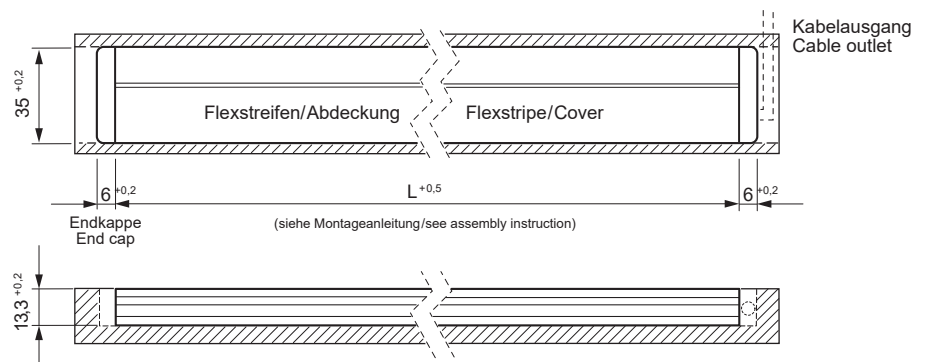 Kabelausgang
Cable outlet
35 +0,2
Flexstreifen/Abdeckung
Flexstripe/Cover
6 +0,2
L +0,5
6 +0,2
Endkappe
End cap
(siehe Montageanleitung/see assembly instruction)
13,3 +0,2